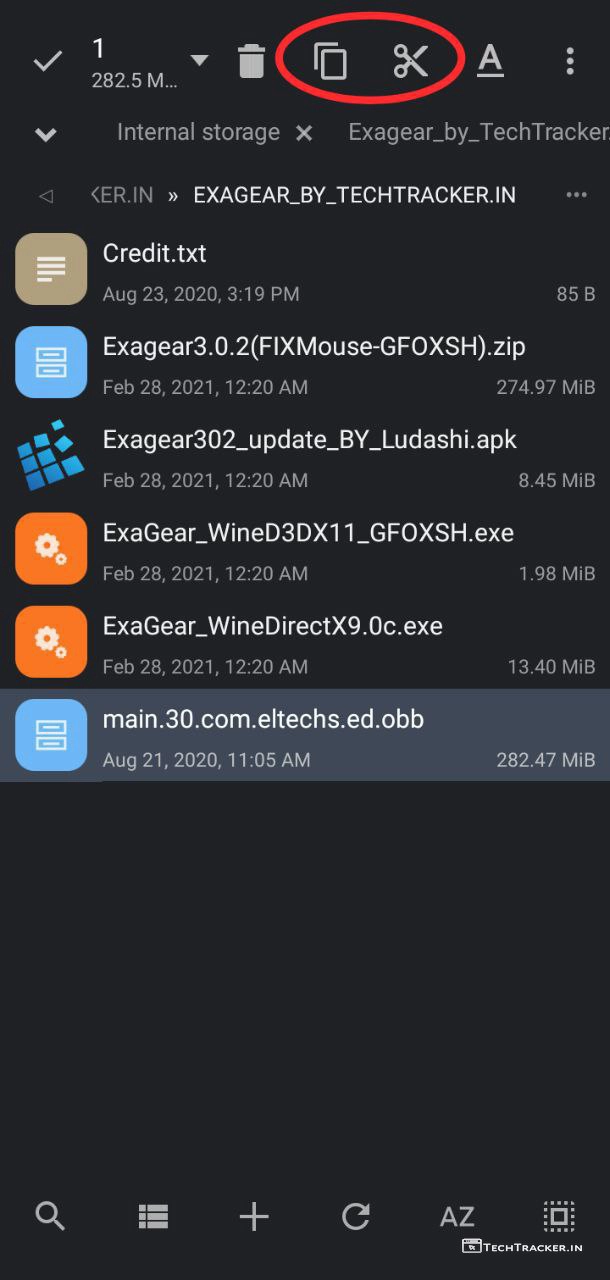 1
282.5 M...
Internal storage
Exagear_by_TechTracker.
KER.IN » EXAGEAR_BY_TECHTRACKER.IN
Credit.txt
Aug 23, 2020, 3:19 PM 85 B
Exagear3.0.2(FIXMouse-GFOXSH).zip
Feb 28, 2021, 12:20 AM 274.97 MiB
Exagear302_update_BY_Ludashi.apk
Feb 28, 2021, 12:20 AM 8.45 MiB
ExaGear_WineD3DX11_GFOXSH.exe
Feb 28, 2021, 12:20 AM 1.98 MiB
ExaGear_WineDirectX9.0c.exe
Feb 28, 2021, 12:20 AM 13.40 MiB
main.30.com.eltechs.ed.obb
Aug 21, 2020, 11:05 AM 282.47 MiB
AZ
TECHTRACKER.IN